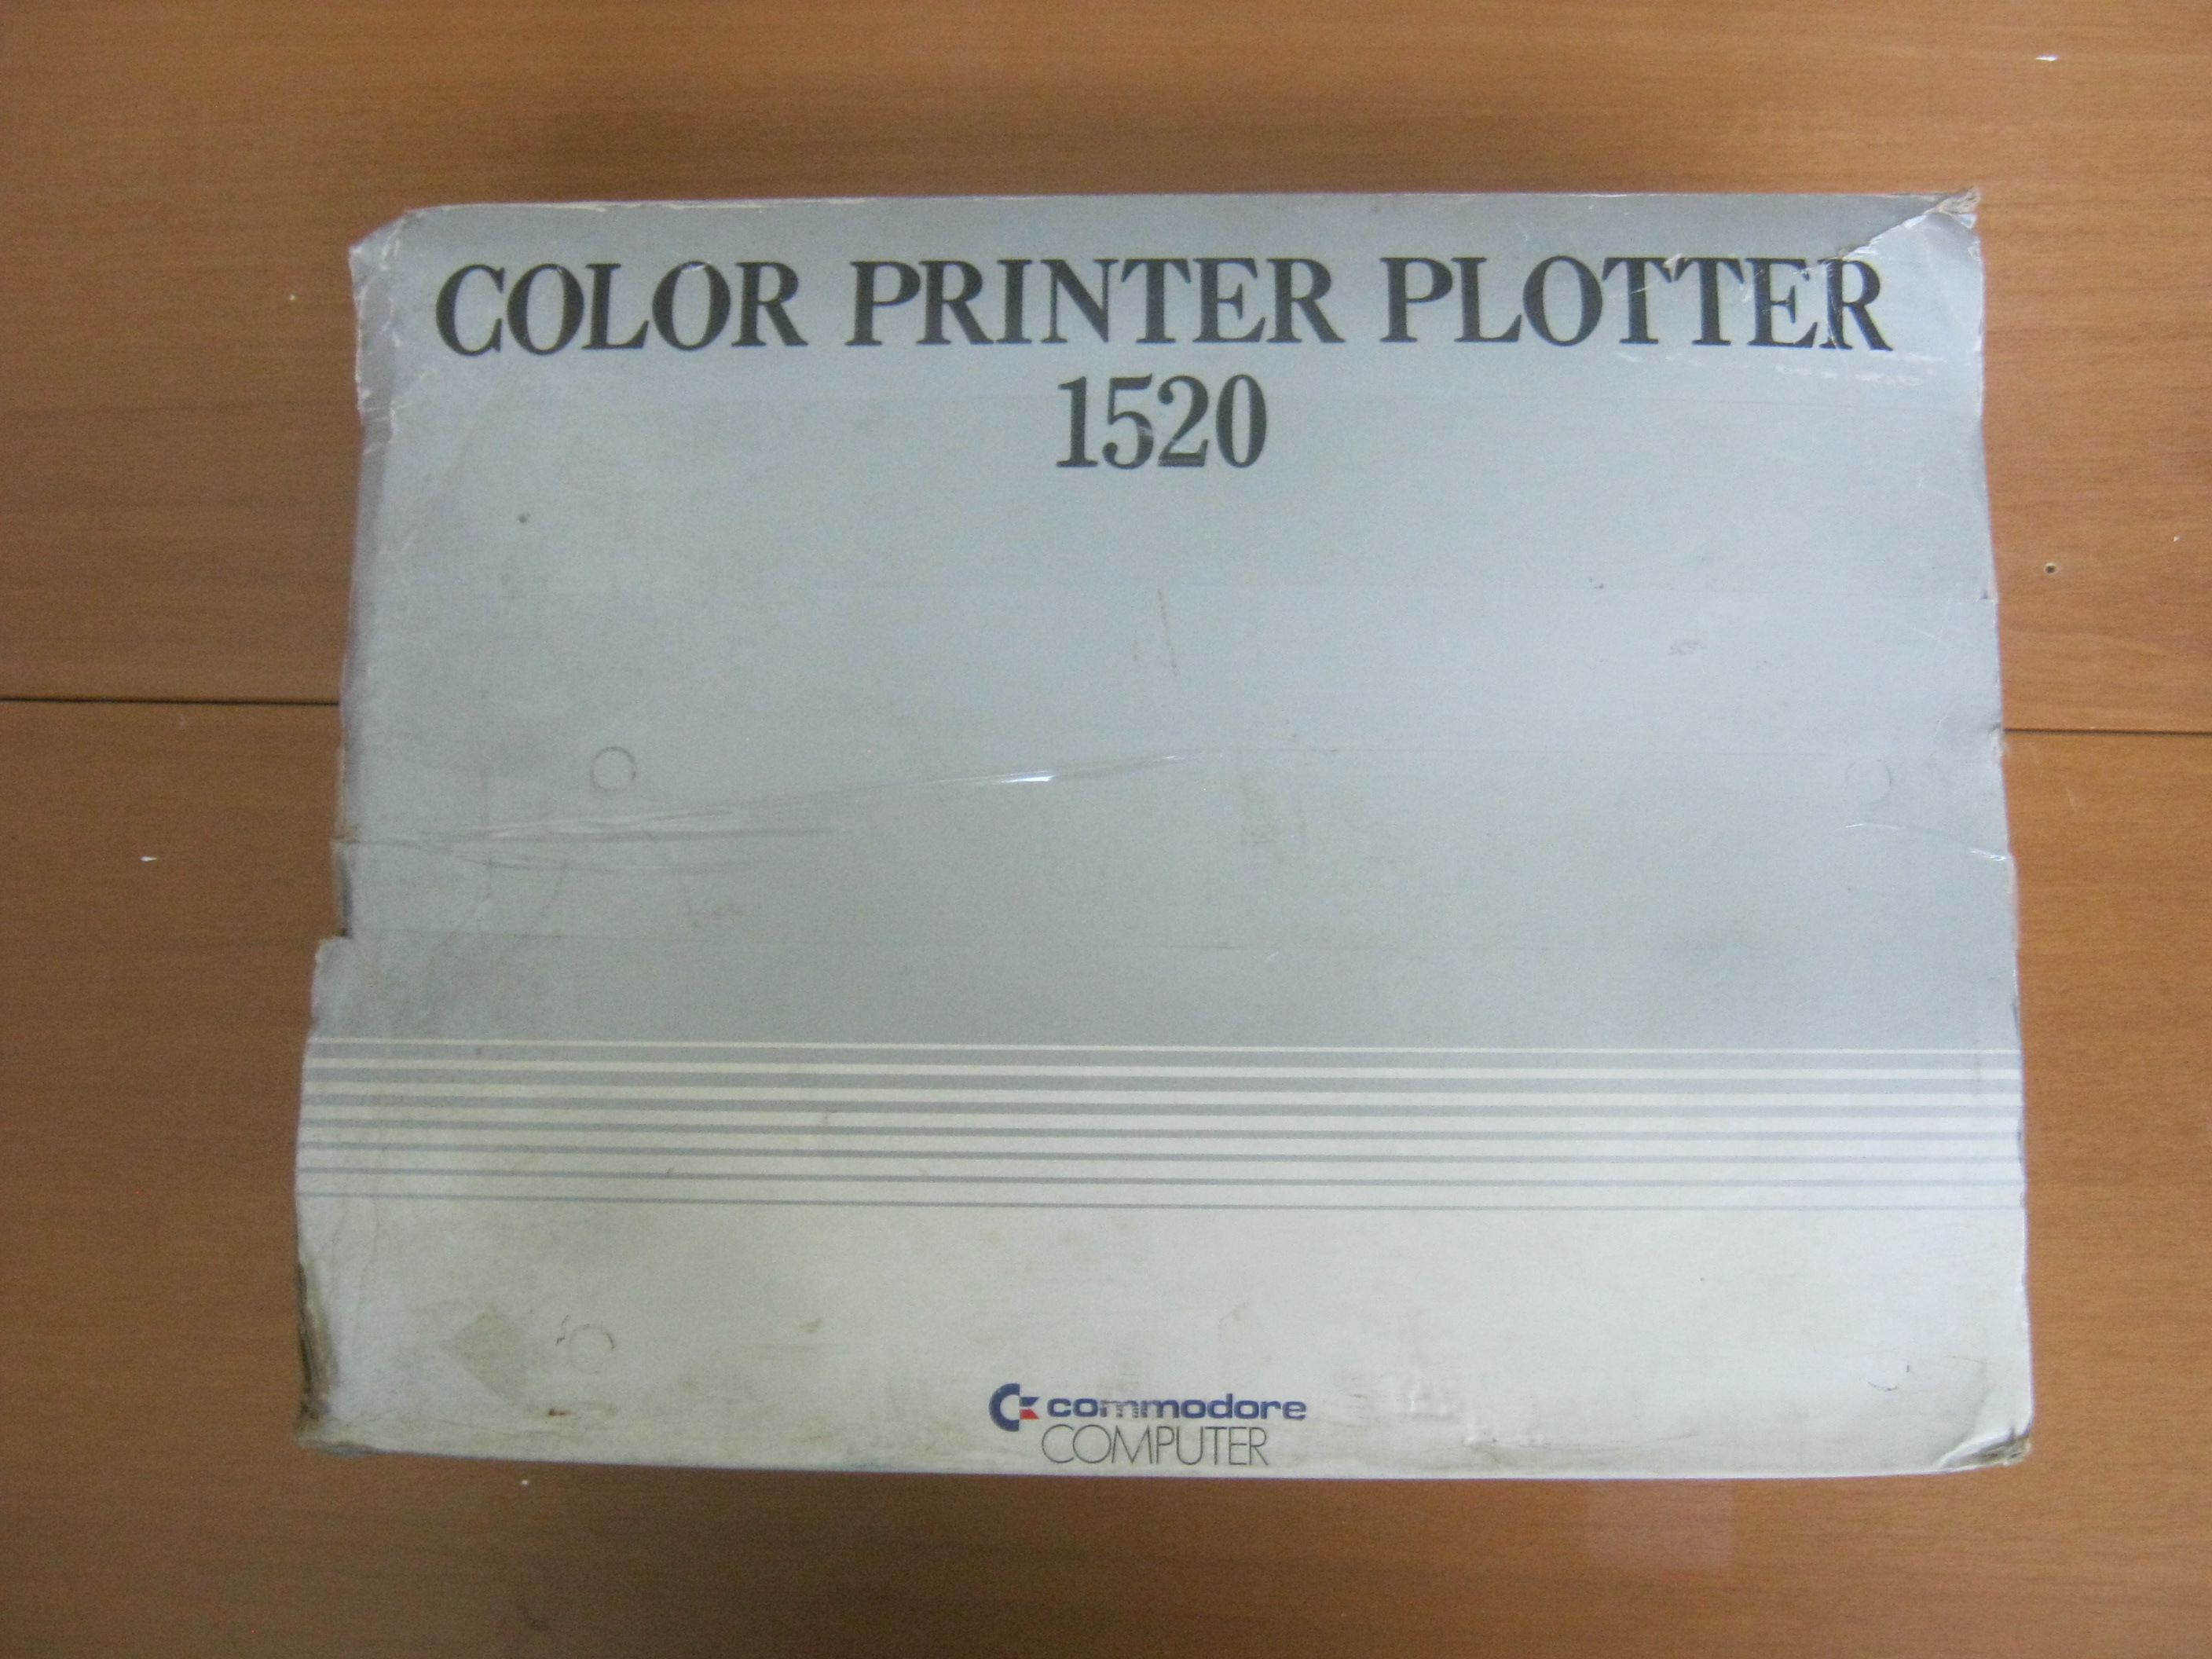 COLOR PRINTER PLOTTER
1520
commodore
COMPUTER